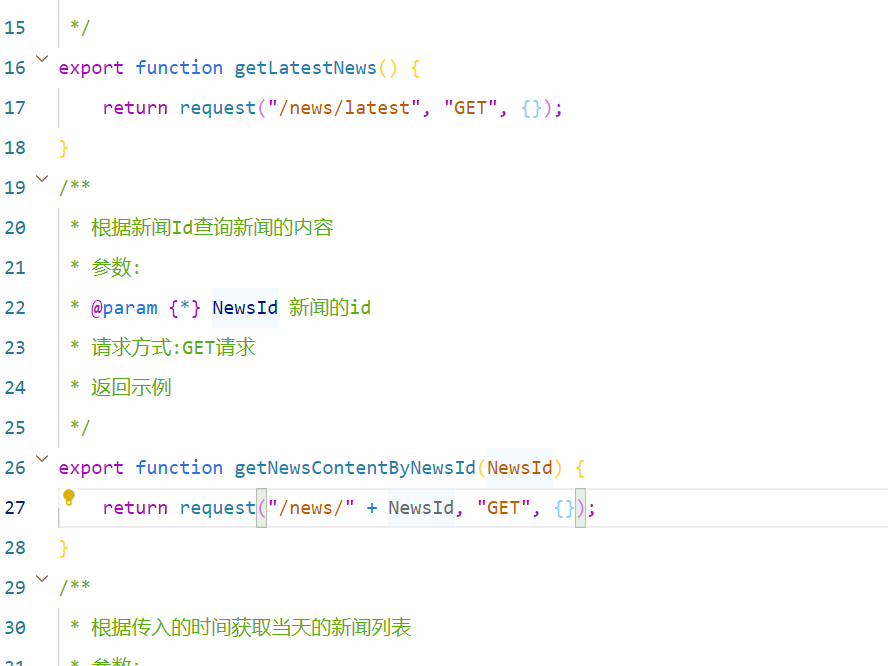 15 */
16 export function getLatestNews() {
17 return request("/news/latest", "GET", {});
18 }
19 /**
20 * 根据新闻Id查询新闻的内容
21 * 参数:
22 * @param {*} NewsId 新闻的id
23 * 请求方式:GET请求
24 * 返回示例
25 */
26 export function getNewsContentByNewsId(NewsId) {
27 return request("/news/" + NewsId, "GET", {});
28 }
29 /**
30 * 根据传入的时间获取当天的新闻列表
31 * 参数: